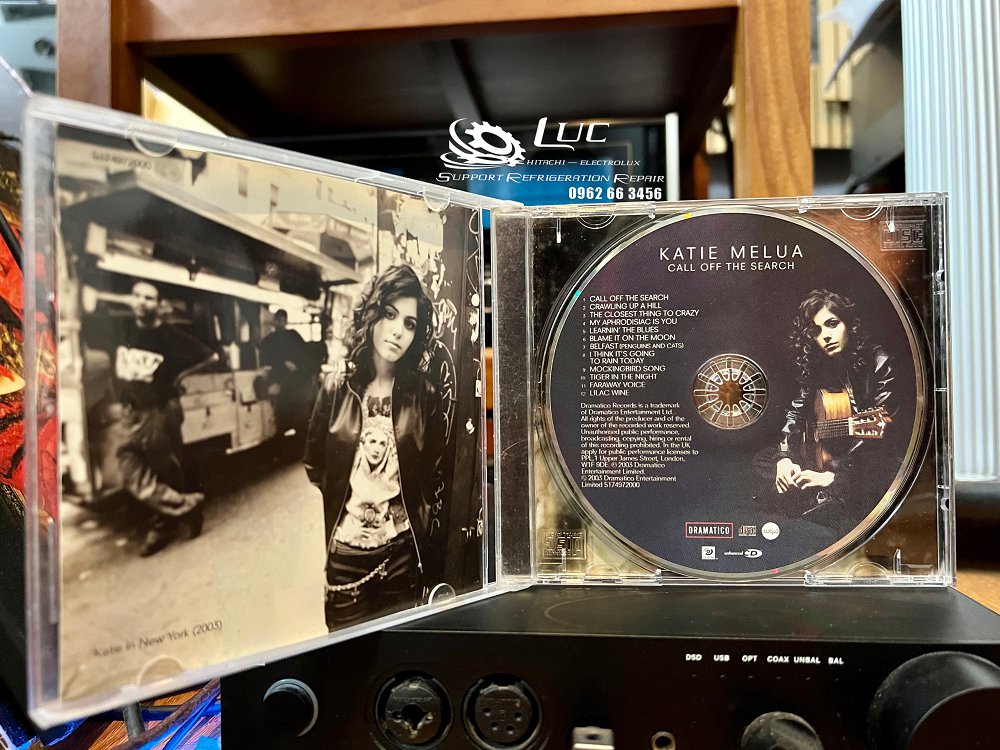 LUC
HITACHI — ELECTROLUX
SUPPORT REFRIGERATION REPAIR
0962 66 3456
KATIE MELUA
CALL OFF THE SEARCH
1 CALL OFF THE SEARCH
2 CRAWLING UP A HILL
3 THE CLOSEST THING TO CRAZY
4 MY APHRODISIAC IS YOU
5 LEARNIN' THE BLUES
6 BLAME IT ON THE MOON
7 BELFAST (PENGUINS AND CATS)
8 I THINK IT'S GOING
TO RAIN TODAY
9 MOCKINGBIRD SONG
10 TIGER IN THE NIGHT
11 FARAWAY VOICE
12 LILAC WINE
Dramatico Records is a trademark
of Dramatico Entertainment Ltd..
All rights of the producer and of the
owner of the recorded work reserved.
Unauthorised public performance,
broadcasting, copying, hiring or rental
of this recording prohibited. In the UK
apply for public performance licenses to
PPL,1 Upper James Street, London,
W1F 9DE. ℗ 2003 Dramatico
Entertainment Limited.
© 2003 Dramatico Entertainment
Limited 5174972000
DRAMATICO
enhanced CD
Katie in New York (2003)
DSD USB OPT COAX UNBAL BAL